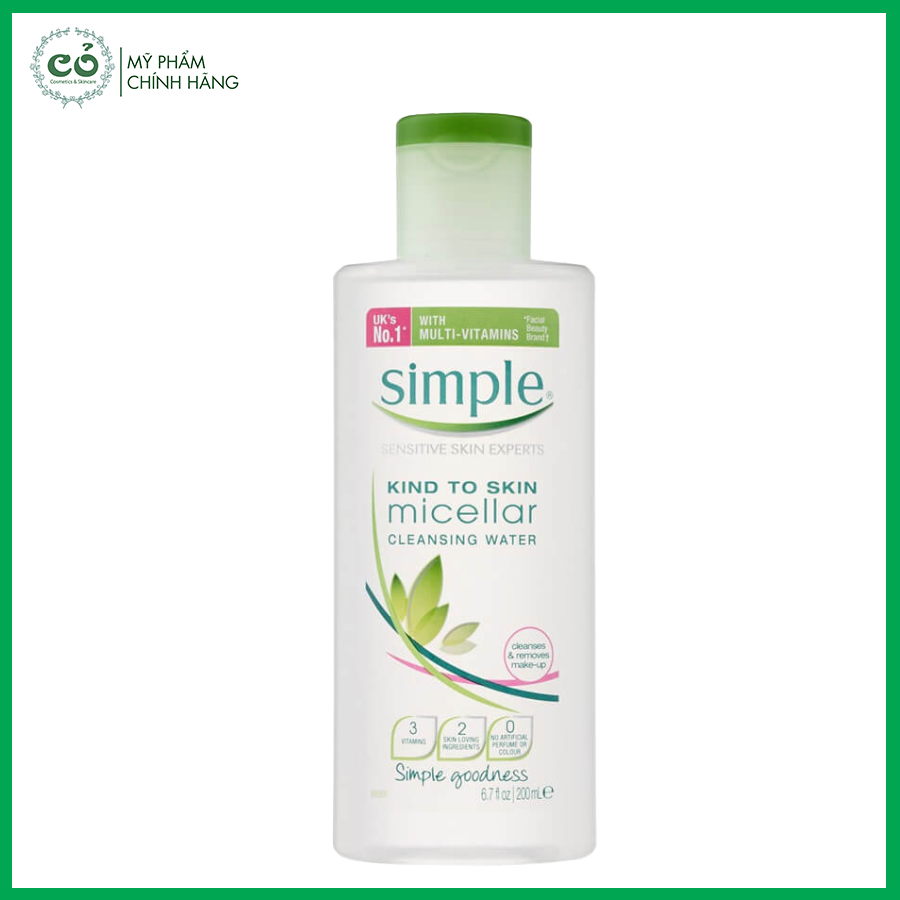 CỎ
Cosmetics & Skincare
MỸ PHẨM
CHÍNH HÃNG
UK's
No.1*
WITH
MULTI-VITAMINS
*Facial
Beauty
Brand†
simple®
SENSITIVE SKIN EXPERTS
KIND TO SKIN
micellar
CLEANSING WATER
cleanses
& removes
make-up
3
VITAMINS
2
SKIN LOVING
INGREDIENTS
0
NO ARTIFICIAL
PERFUME OR
COLOUR
Simple goodness
6.7 fl oz | 200 mL ℮